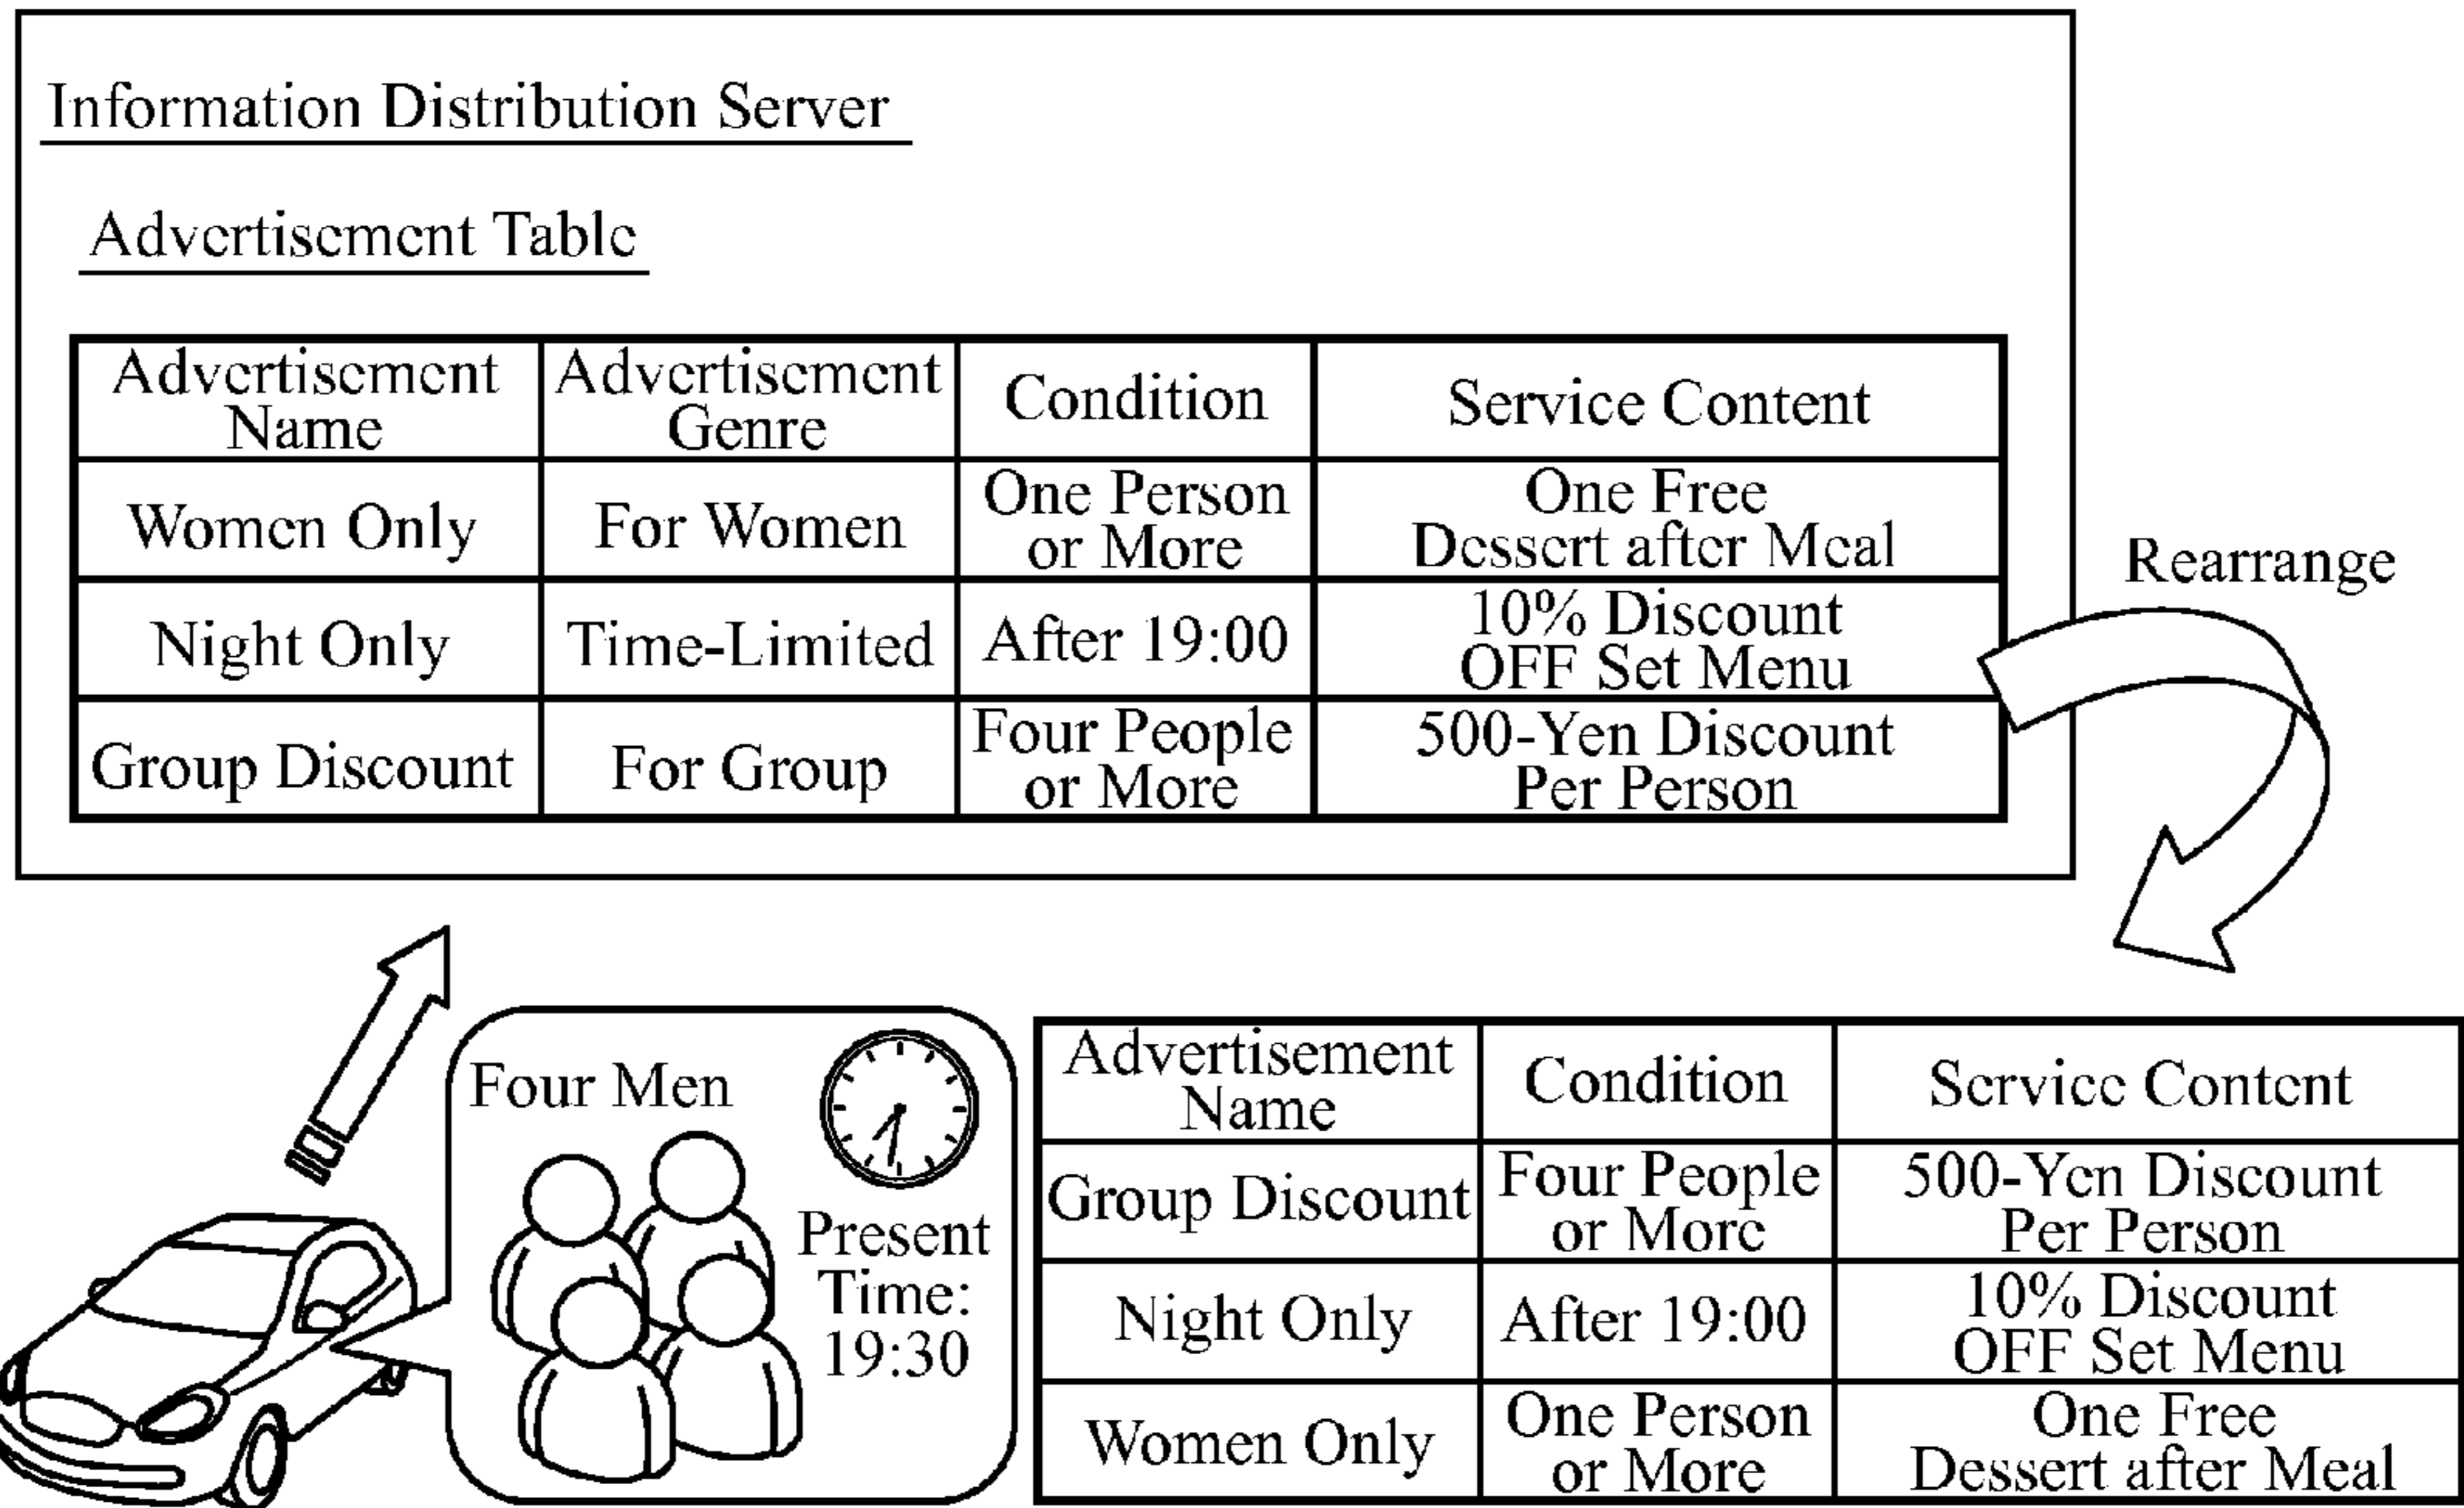 Information Distribution Server
Advertisement Table
Advertisement Name
Advertisement Genre
Condition
Service Content
Women Only
For Women
One Person or More
One Free Dessert after Meal
Night Only
Time-Limited
After 19:00
10% Discount OFF Set Menu
Group Discount
For Group
Four People or More
500-Yen Discount Per Person
Rearrange
Four Men
Present
Time:
19:30
Advertisement Name
Condition
Service Content
Group Discount
Four People or More
500-Yen Discount Per Person
Night Only
After 19:00
10% Discount OFF Set Menu
Women Only
One Person or More
One Free Dessert after Meal